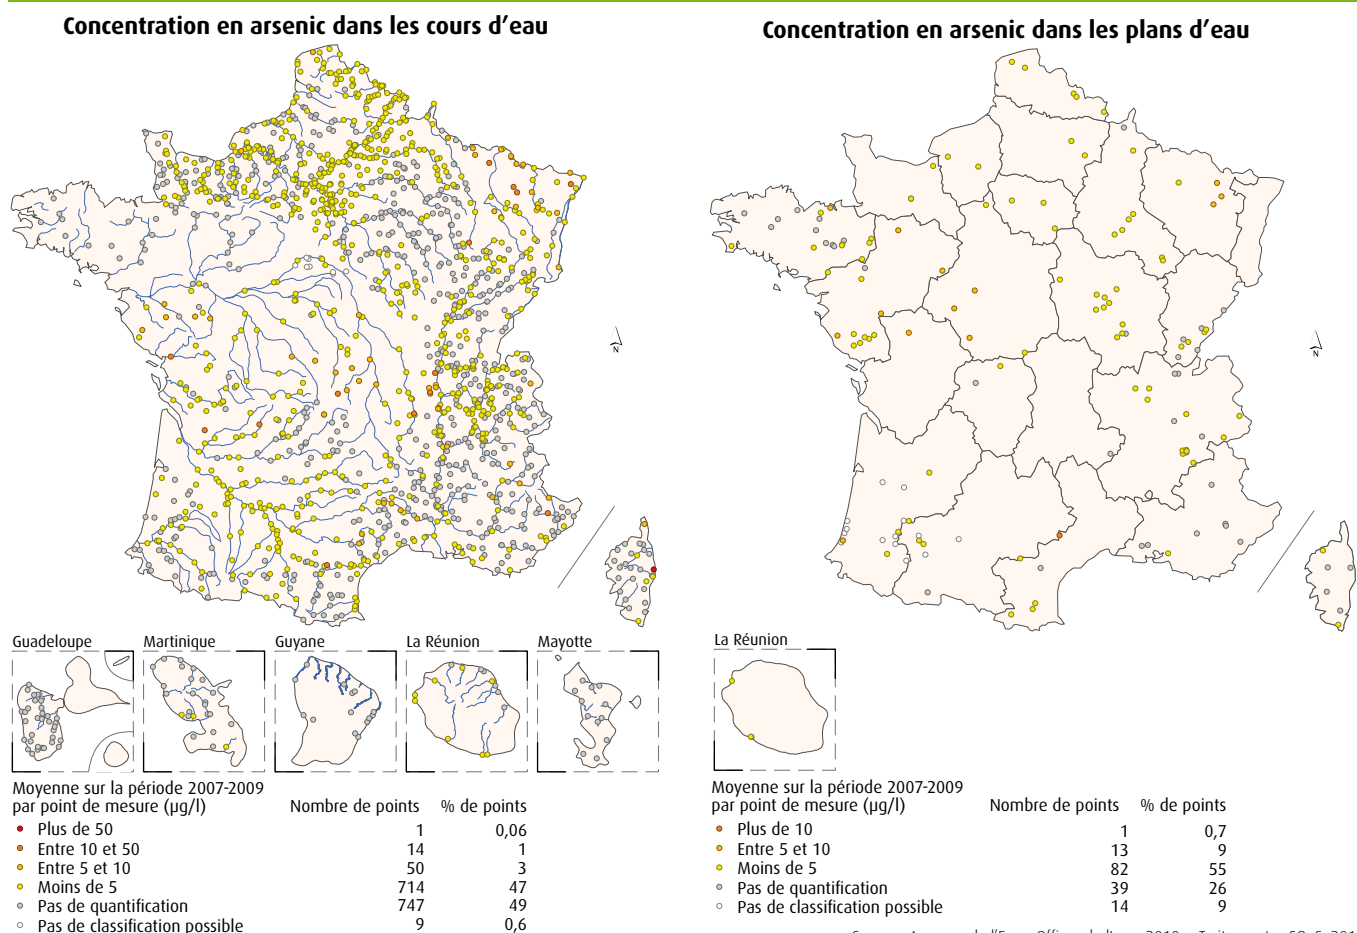 Concentration en arsenic dans les cours d'eau
N
Guadeloupe
Martinique
Guyane
La Réunion
Mayotte
Moyenne sur la période 2007-2009
par point de mesure (µg/l) Nombre de points % de points
Plus de 50 1 0,06
Entre 10 et 50 14 1
Entre 5 et 10 50 3
Moins de 5 714 47
Pas de quantification 747 49
Pas de classification possible 9 0,6
Concentration en arsenic dans les plans d'eau
N
La Réunion
Moyenne sur la période 2007-2009
par point de mesure (µg/l) Nombre de points % de points
Plus de 10 1 0,7
Entre 5 et 10 13 9
Moins de 5 82 55
Pas de quantification 39 26
Pas de classification possible 14 9